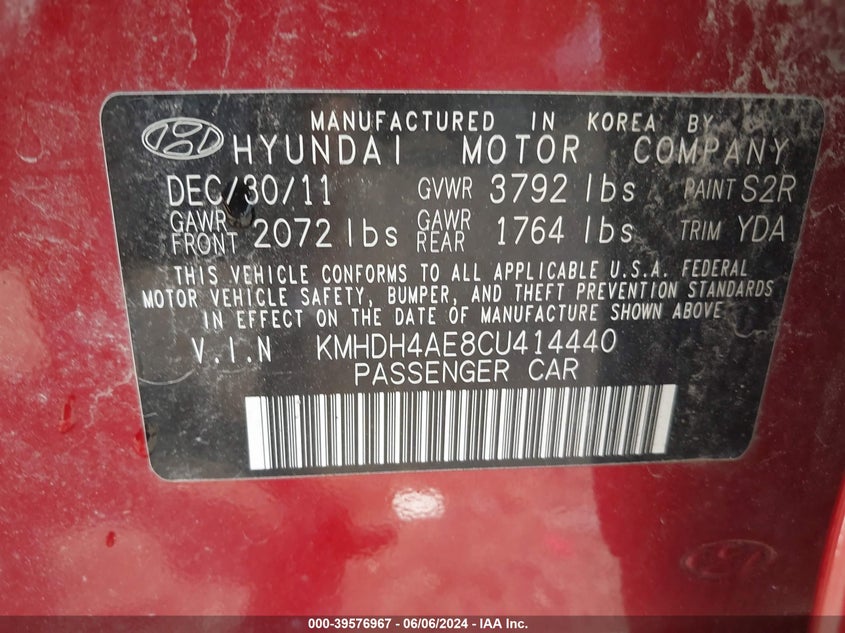 MANUFACTURED IN KOREA BY
HYUNDAI MOTOR COMPANY
DEC/30/11 GVWR 3792 lbs PAINT S2R
GAWR FRONT 2072 lbs GAWR REAR 1764 lbs TRIM YDA
THIS VEHICLE CONFORMS TO ALL APPLICABLE U.S.A. FEDERAL
MOTOR VEHICLE SAFETY, BUMPER, AND THEFT PREVENTION STANDARDS
IN EFFECT ON THE DATE OF MANUFACTURE SHOWN ABOVE
V.I.N KMHDH4AE8CU414440
PASSENGER CAR
000-39576967 - 06/06/2024 - IAA Inc.